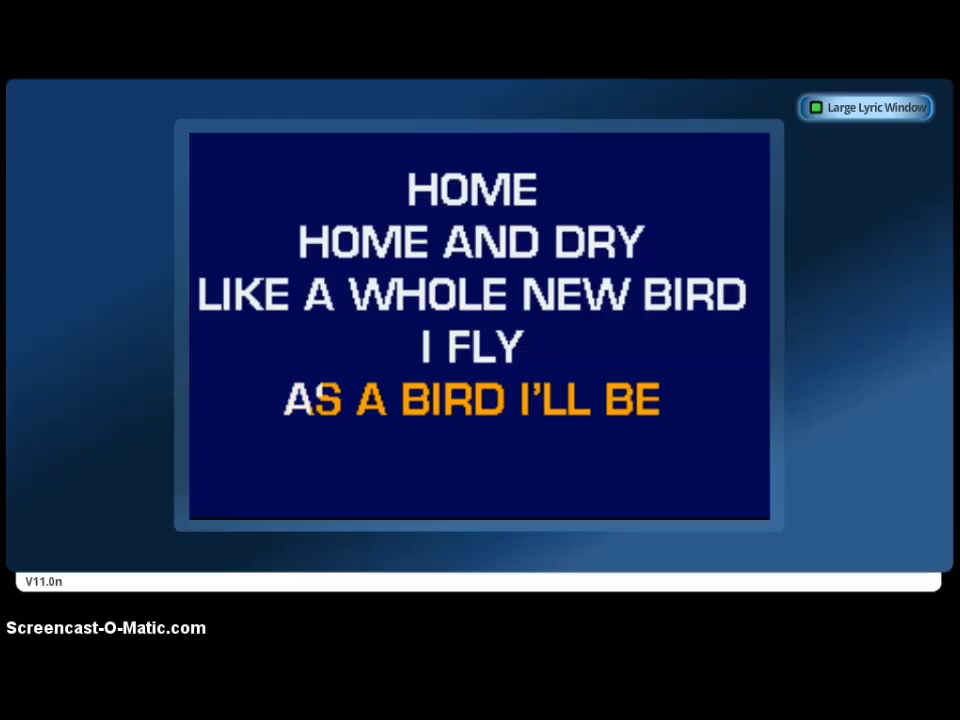 Large Lyric Window
HOME
HOME AND DRY
LIKE A WHOLE NEW BIRD
I FLY
AS A BIRD I'LL BE
V11.0n
Screencast-O-Matic.com